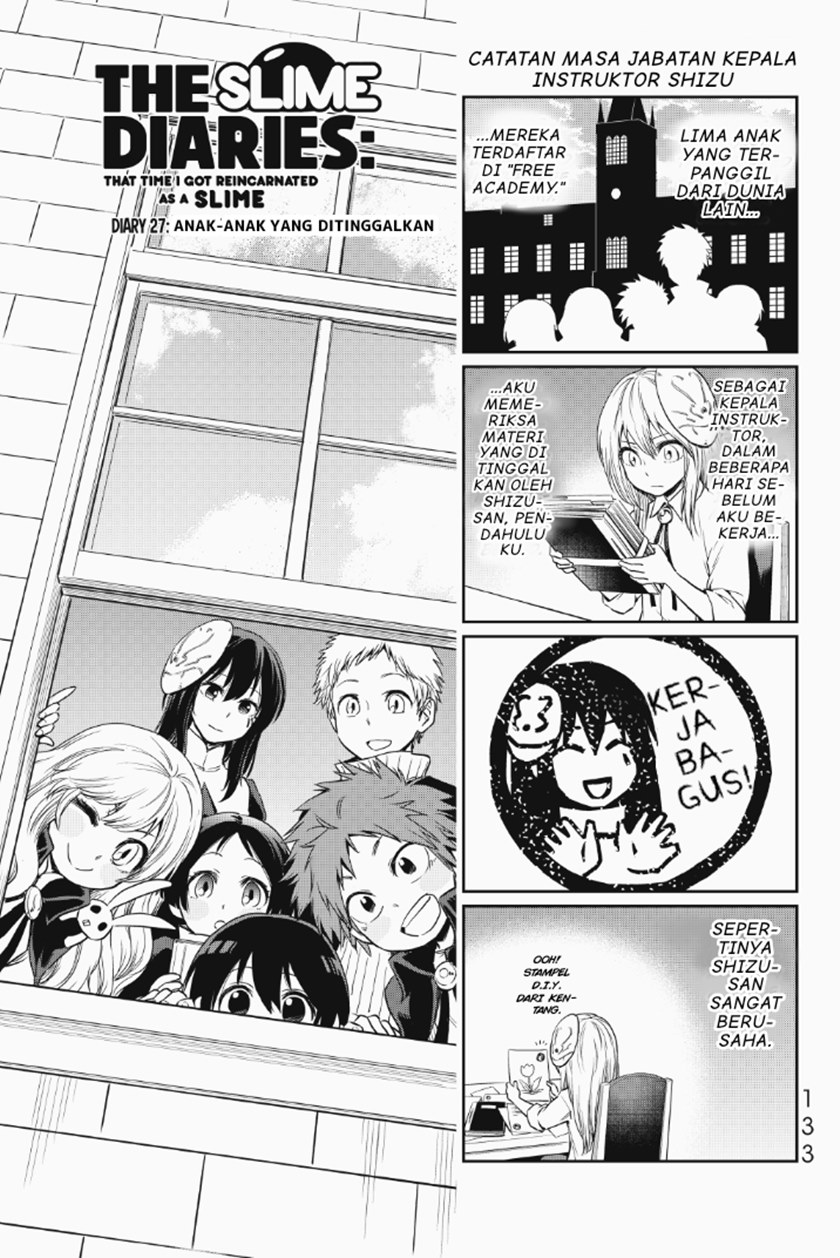 THE SLIME
DIARIES:
THAT TIME I GOT REINCARNATED
AS A SLIME
DIARY 27: ANAK-ANAK YANG DITINGGALKAN
CATATAN MASA JABATAN KEPALA
INSTRUKTOR SHIZU
LIMA ANAK
YANG TER-
PANGGIL
DARI DUNIA
LAIN...
...MEREKA
TERDAFTAR
DI "FREE
ACADEMY."
SEBAGAI
KEPALA
INSTRUK-
TOR,
DALAM
BEBERAPA
HARI SE-
BELUM
AKU BE-
KERJA...
...AKU
MEME-
RIKSA
MATERI
YANG DI
TINGGAL
KAN OLEH
SHIZU-
SAN, PEN-
DAHULU
KU.
KER-
JA
BA-
GUS!
SEPER-
TINYA
SHIZU-
SAN
SANGAT
BERU-
SAHA.
OOH!
STAMPEL
D.I.Y.
DARI KEN-
TANG.
133